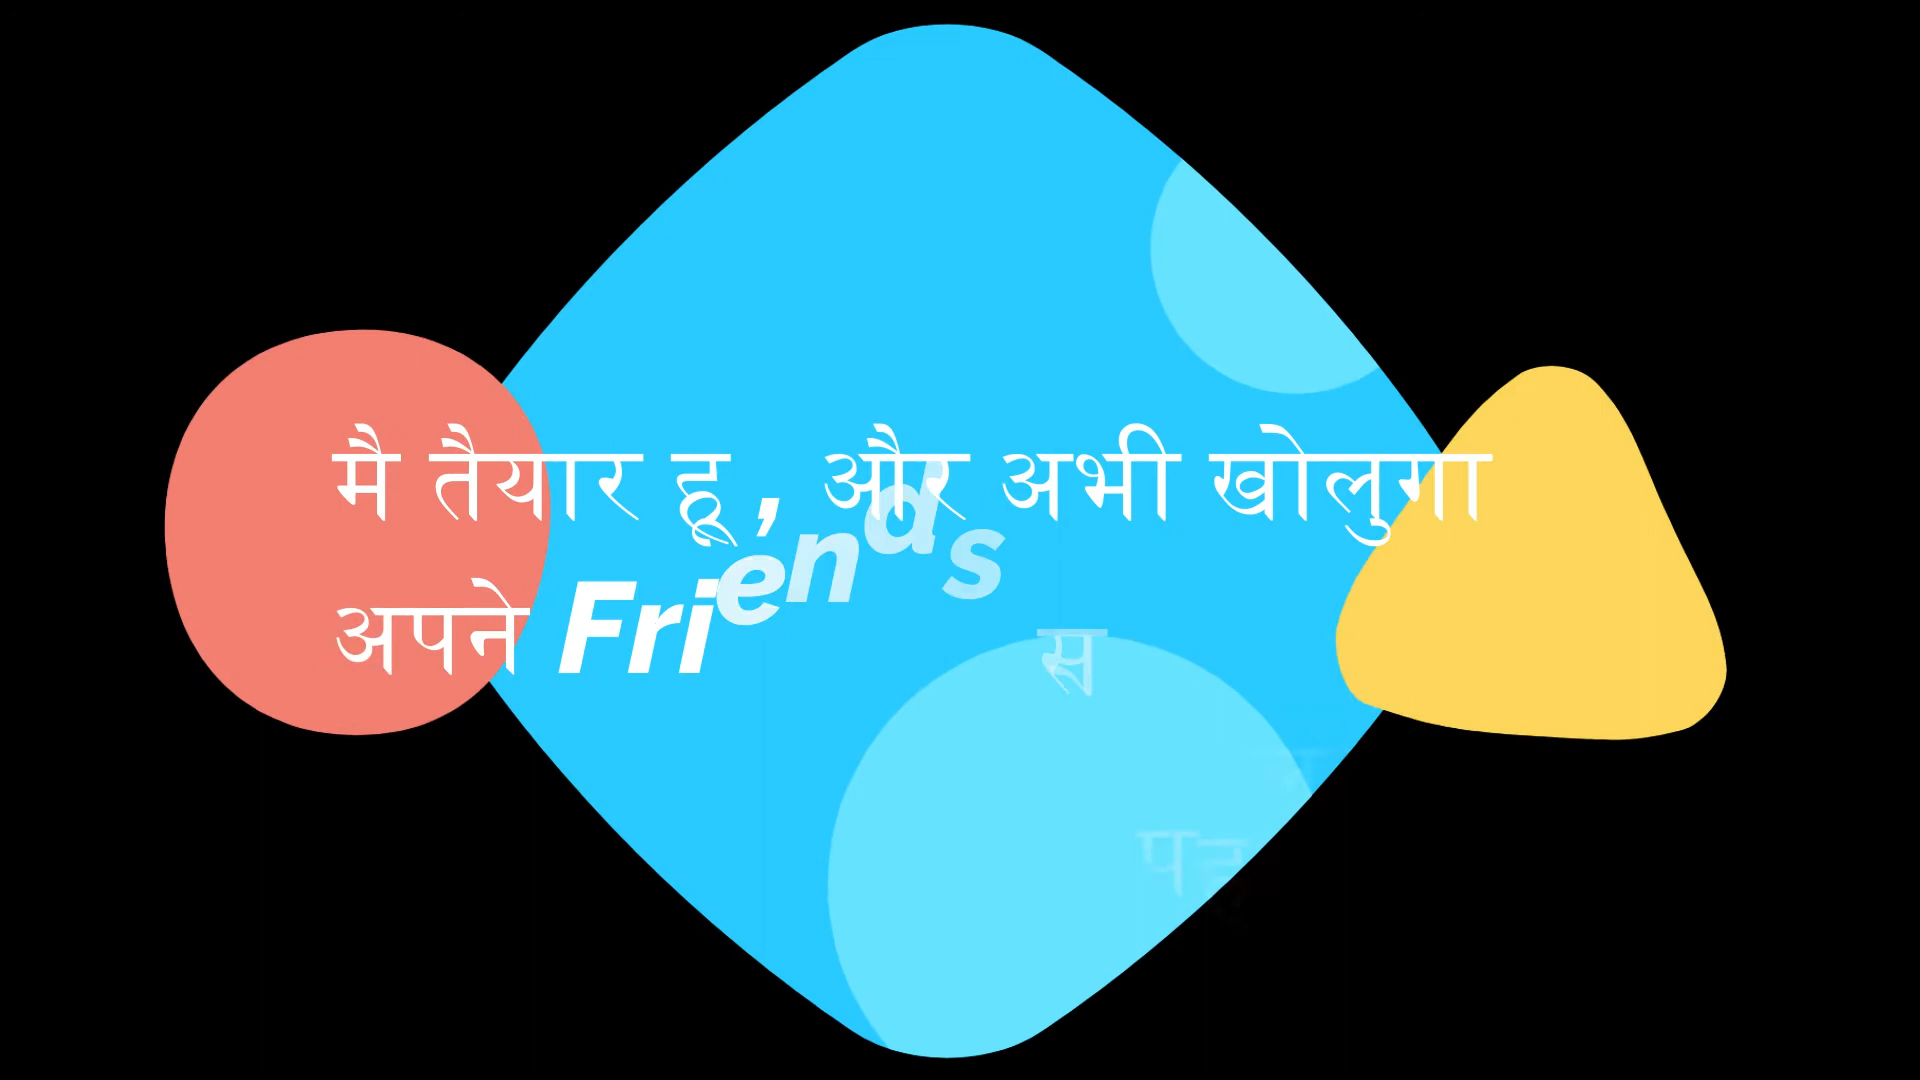 मै तैयार हू, और अभी खोलुगा
अपने Friends स